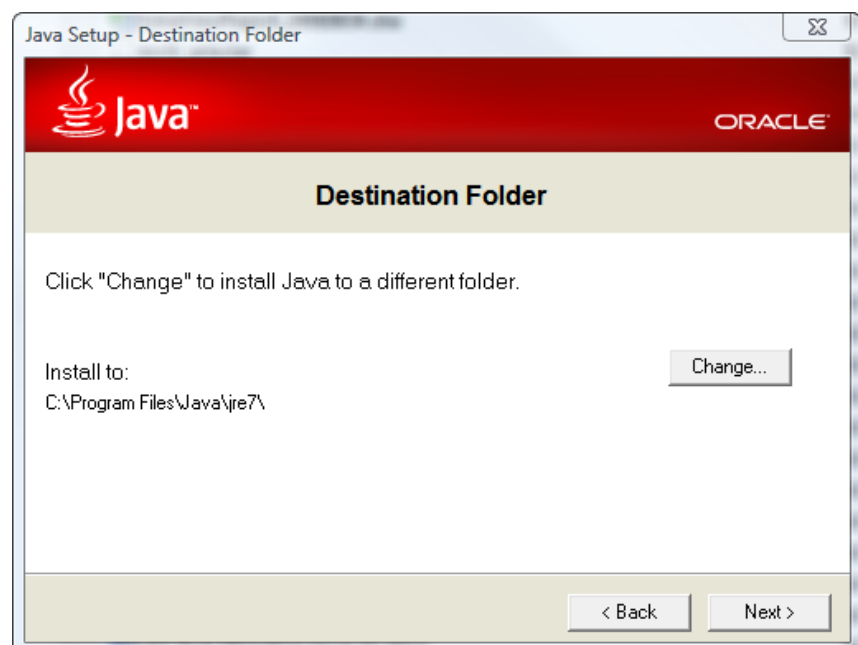 Java Setup - Destination Folder
Java™
ORACLE®
Destination Folder
Click "Change" to install Java to a different folder.
Change...
Install to:
C:\Program Files\Java\jre7\
< Back
Next >